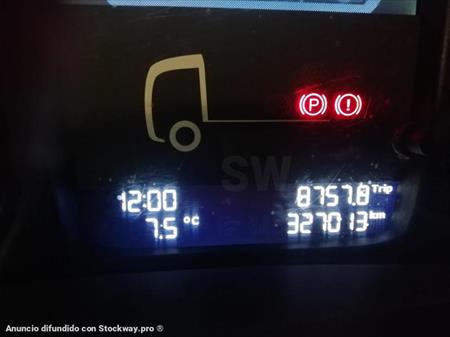 P !
SW
12:00 8757.8 Trip
7.5 °C 327013 km
Anuncio difundido con Stockway.pro ®